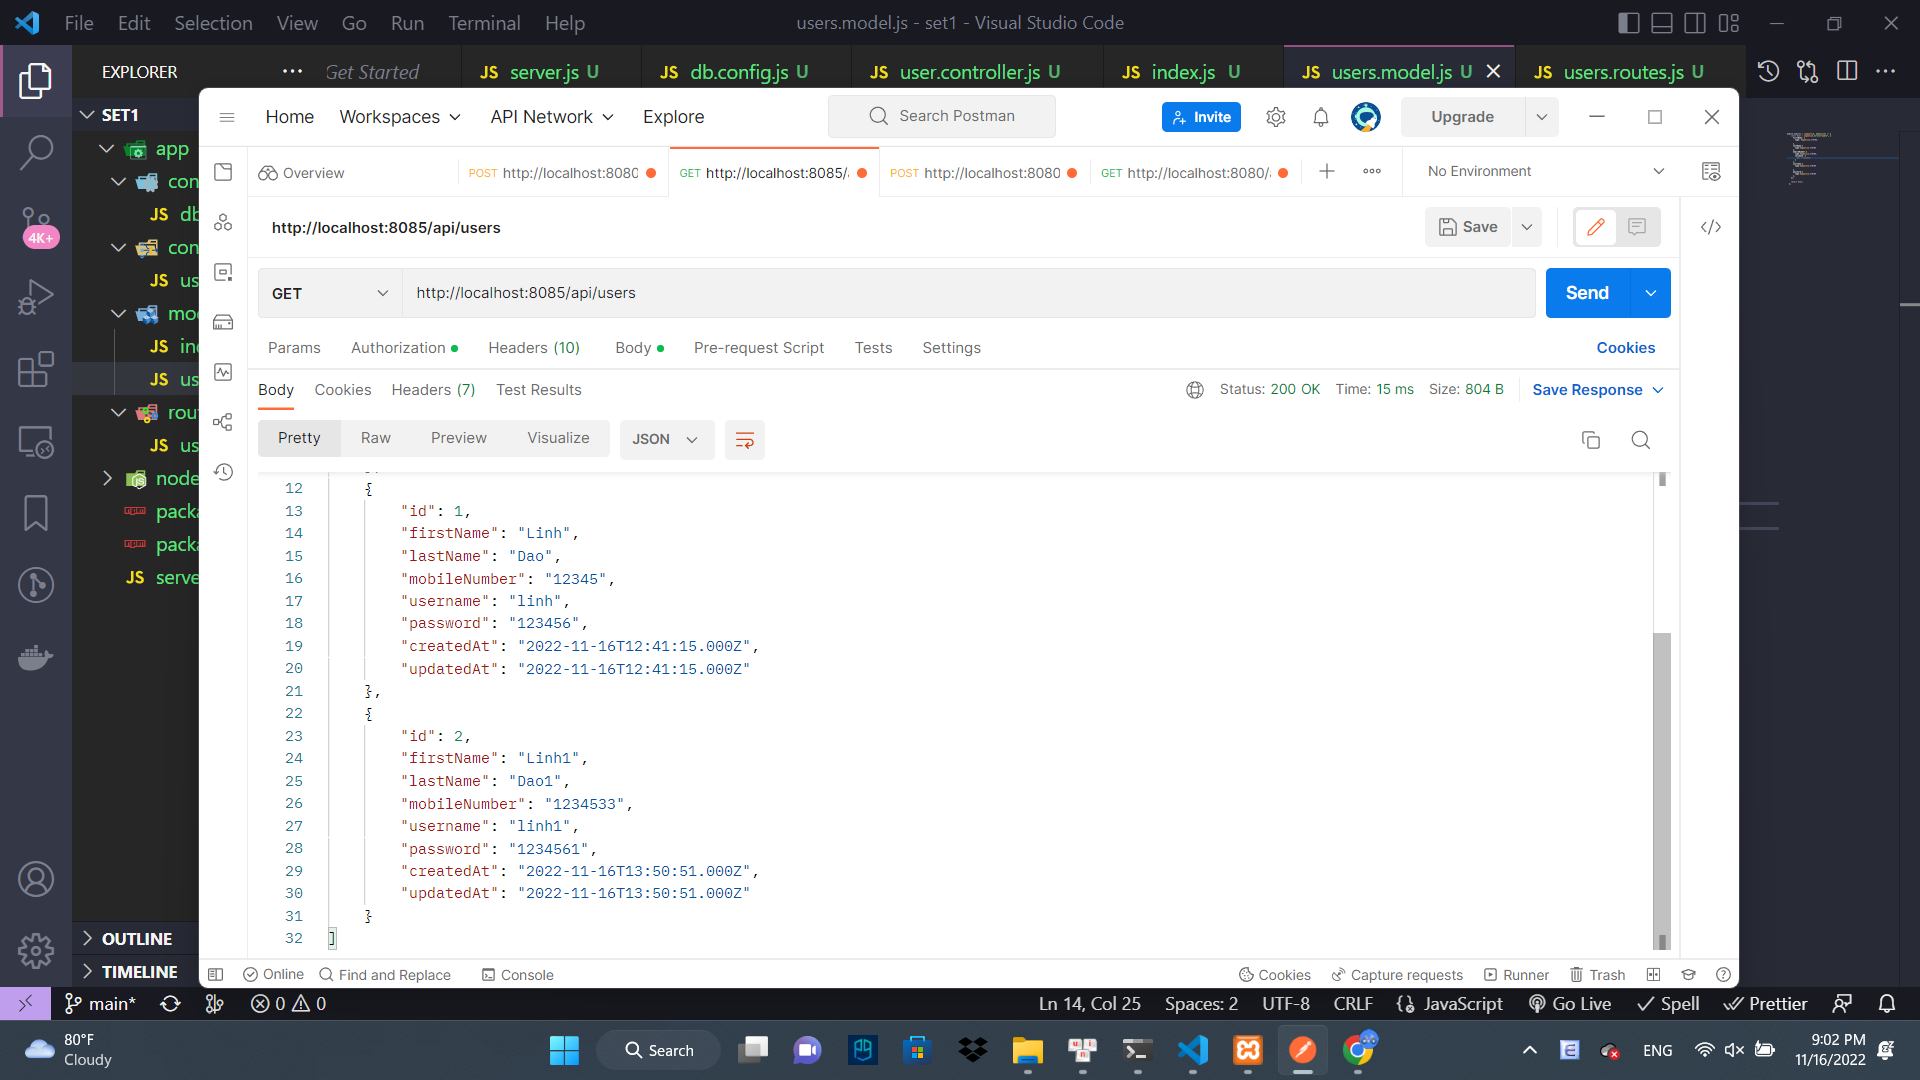 File Edit Selection View Go Run Terminal Help
users.model.js - set1 - Visual Studio Code
EXPLORER
Get Started
JS server.js U
JS db.config.js U
JS user.controller.js U
JS index.js U
JS users.model.js U
JS users.routes.js U
SET1
app
con
JS db
con
JS us
mod
JS ind
JS us
rou
JS us
node
packa
packa
JS serve
OUTLINE
TIMELINE
4K+
Home Workspaces API Network Explore
Search Postman
Invite
Upgrade
Overview
POST http://localhost:8080
GET http://localhost:8085/
POST http://localhost:8080
GET http://localhost:8080/
No Environment
http://localhost:8085/api/users
Save
GET http://localhost:8085/api/users
Send
Params Authorization Headers (10) Body Pre-request Script Tests Settings
Cookies
Body Cookies Headers (7) Test Results
Status: 200 OK Time: 15 ms Size: 804 B
Save Response
Pretty Raw Preview Visualize JSON
12 {
13 "id": 1,
14 "firstName": "Linh",
15 "lastName": "Dao",
16 "mobileNumber": "12345",
17 "username": "linh",
18 "password": "123456",
19 "createdAt": "2022-11-16T12:41:15.000Z",
20 "updatedAt": "2022-11-16T12:41:15.000Z"
21 },
22 {
23 "id": 2,
24 "firstName": "Linh1",
25 "lastName": "Dao1",
26 "mobileNumber": "1234533",
27 "username": "linh1",
28 "password": "1234561",
29 "createdAt": "2022-11-16T13:50:51.000Z",
30 "updatedAt": "2022-11-16T13:50:51.000Z"
31 }
32 ]
Online Find and Replace Console
Cookies Capture requests Runner Trash
main* 0 0
Ln 14, Col 25 Spaces: 2 UTF-8 CRLF {} JavaScript Go Live Spell Prettier
80°F
Cloudy
Search
ENG
9:02 PM
11/16/2022